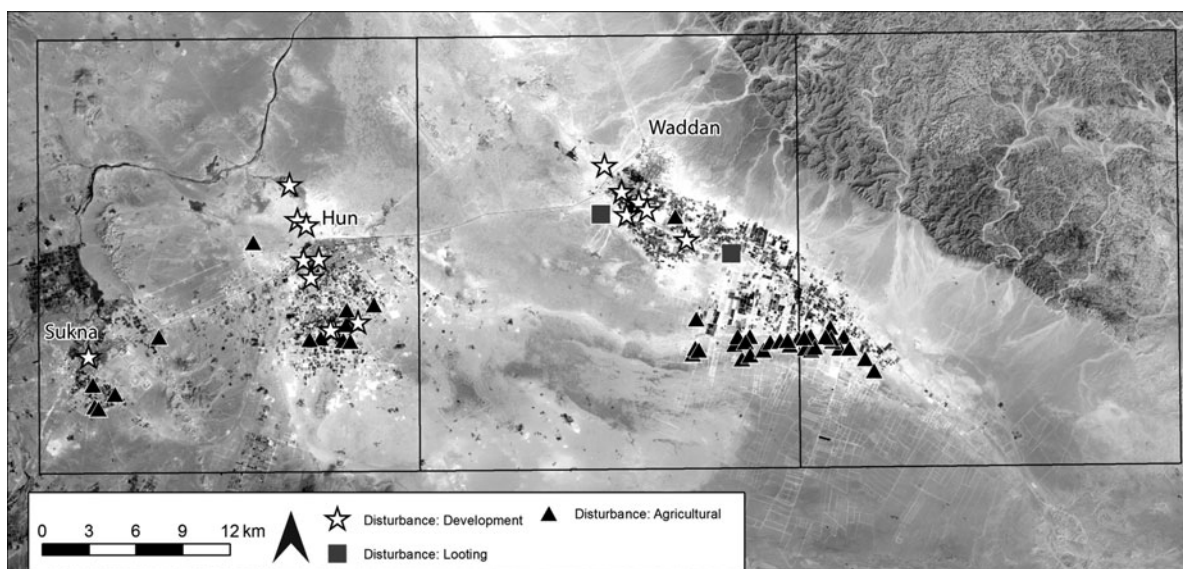 Waddan
Hun
Sukna
0 3 6 9 12 km
Disturbance: Development
Disturbance: Agricultural
Disturbance: Looting